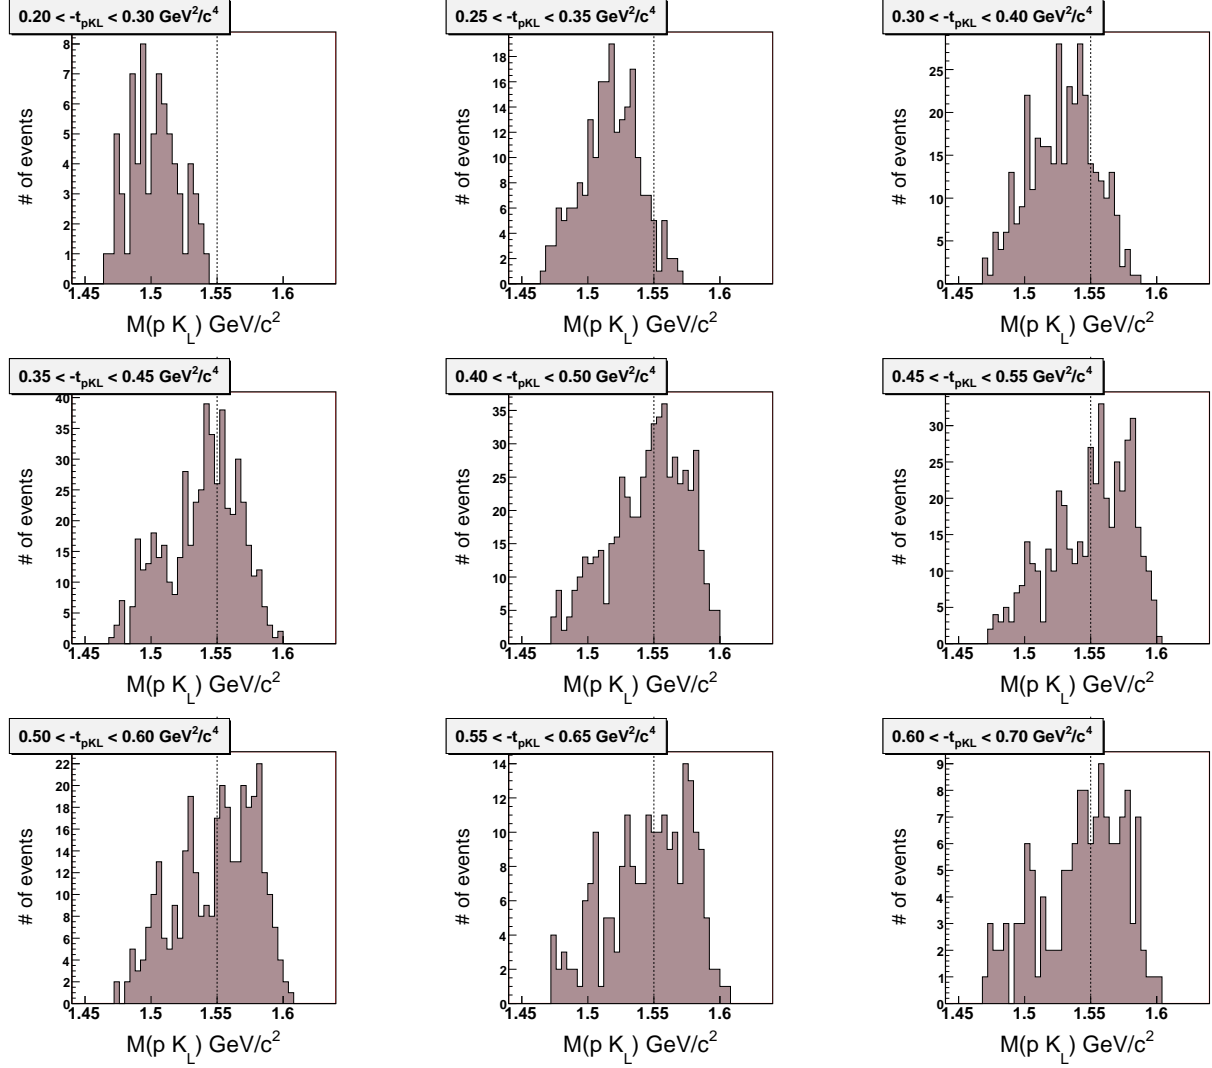 0.20 < -t_pKL < 0.30 GeV²/c⁴
# of events
8
7
6
5
4
3
2
1
0
1.45 1.5 1.55 1.6
M(p K_L) GeV/c²
0.25 < -t_pKL < 0.35 GeV²/c⁴
# of events
18
16
14
12
10
8
6
4
2
0
1.45 1.5 1.55 1.6
M(p K_L) GeV/c²
0.30 < -t_pKL < 0.40 GeV²/c⁴
# of events
25
20
15
10
5
0
1.45 1.5 1.55 1.6
M(p K_L) GeV/c²
0.35 < -t_pKL < 0.45 GeV²/c⁴
# of events
40
35
30
25
20
15
10
5
0
1.45 1.5 1.55 1.6
M(p K_L) GeV/c²
0.40 < -t_pKL < 0.50 GeV²/c⁴
# of events
35
30
25
20
15
10
5
0
1.45 1.5 1.55 1.6
M(p K_L) GeV/c²
0.45 < -t_pKL < 0.55 GeV²/c⁴
# of events
30
25
20
15
10
5
0
1.45 1.5 1.55 1.6
M(p K_L) GeV/c²
0.50 < -t_pKL < 0.60 GeV²/c⁴
# of events
22
20
18
16
14
12
10
8
6
4
2
0
1.45 1.5 1.55 1.6
M(p K_L) GeV/c²
0.55 < -t_pKL < 0.65 GeV²/c⁴
# of events
14
12
10
8
6
4
2
0
1.45 1.5 1.55 1.6
M(p K_L) GeV/c²
0.60 < -t_pKL < 0.70 GeV²/c⁴
# of events
9
8
7
6
5
4
3
2
1
0
1.45 1.5 1.55 1.6
M(p K_L) GeV/c²